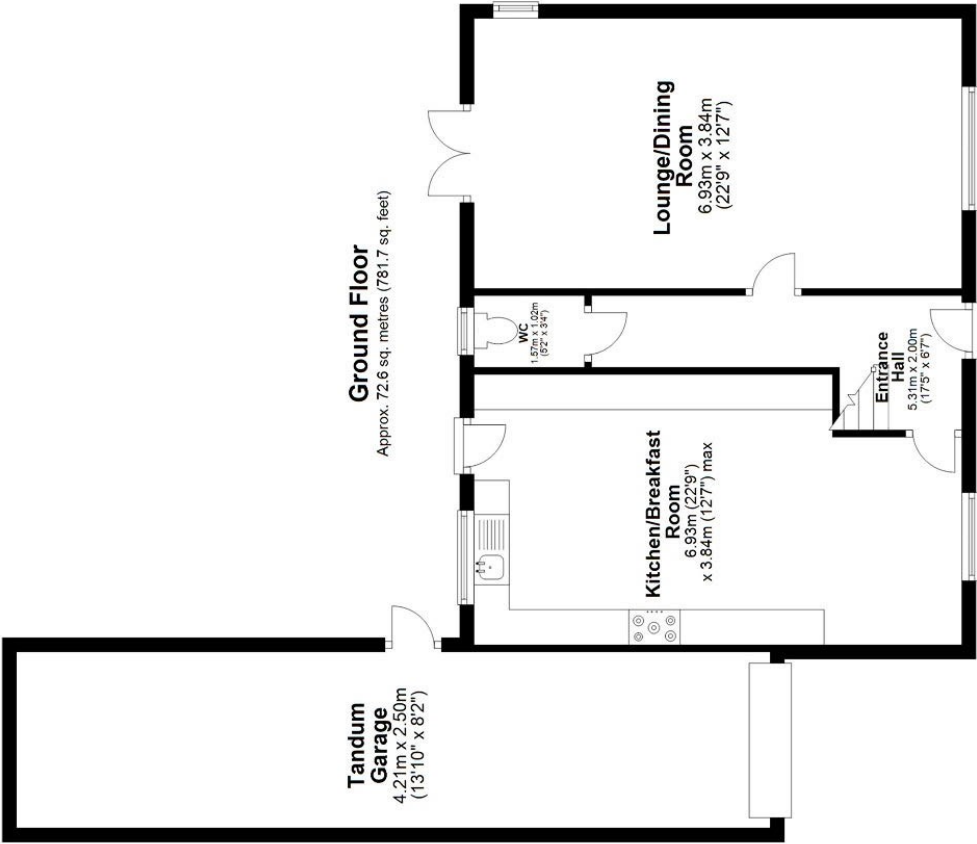 Ground Floor
Approx. 72.6 sq. metres (781.7 sq. feet)
Lounge/Dining
Room
6.93m x 3.84m
(22'9" x 12'7")
WC
1.57m x 1.02m
(5'2" x 3'4")
Entrance
Hall
5.31m x 2.00m
(17'5" x 6'7")
Kitchen/Breakfast
Room
6.93m (22'9")
x 3.84m (12'7") max
Tandum
Garage
4.21m x 2.50m
(13'10" x 8'2")